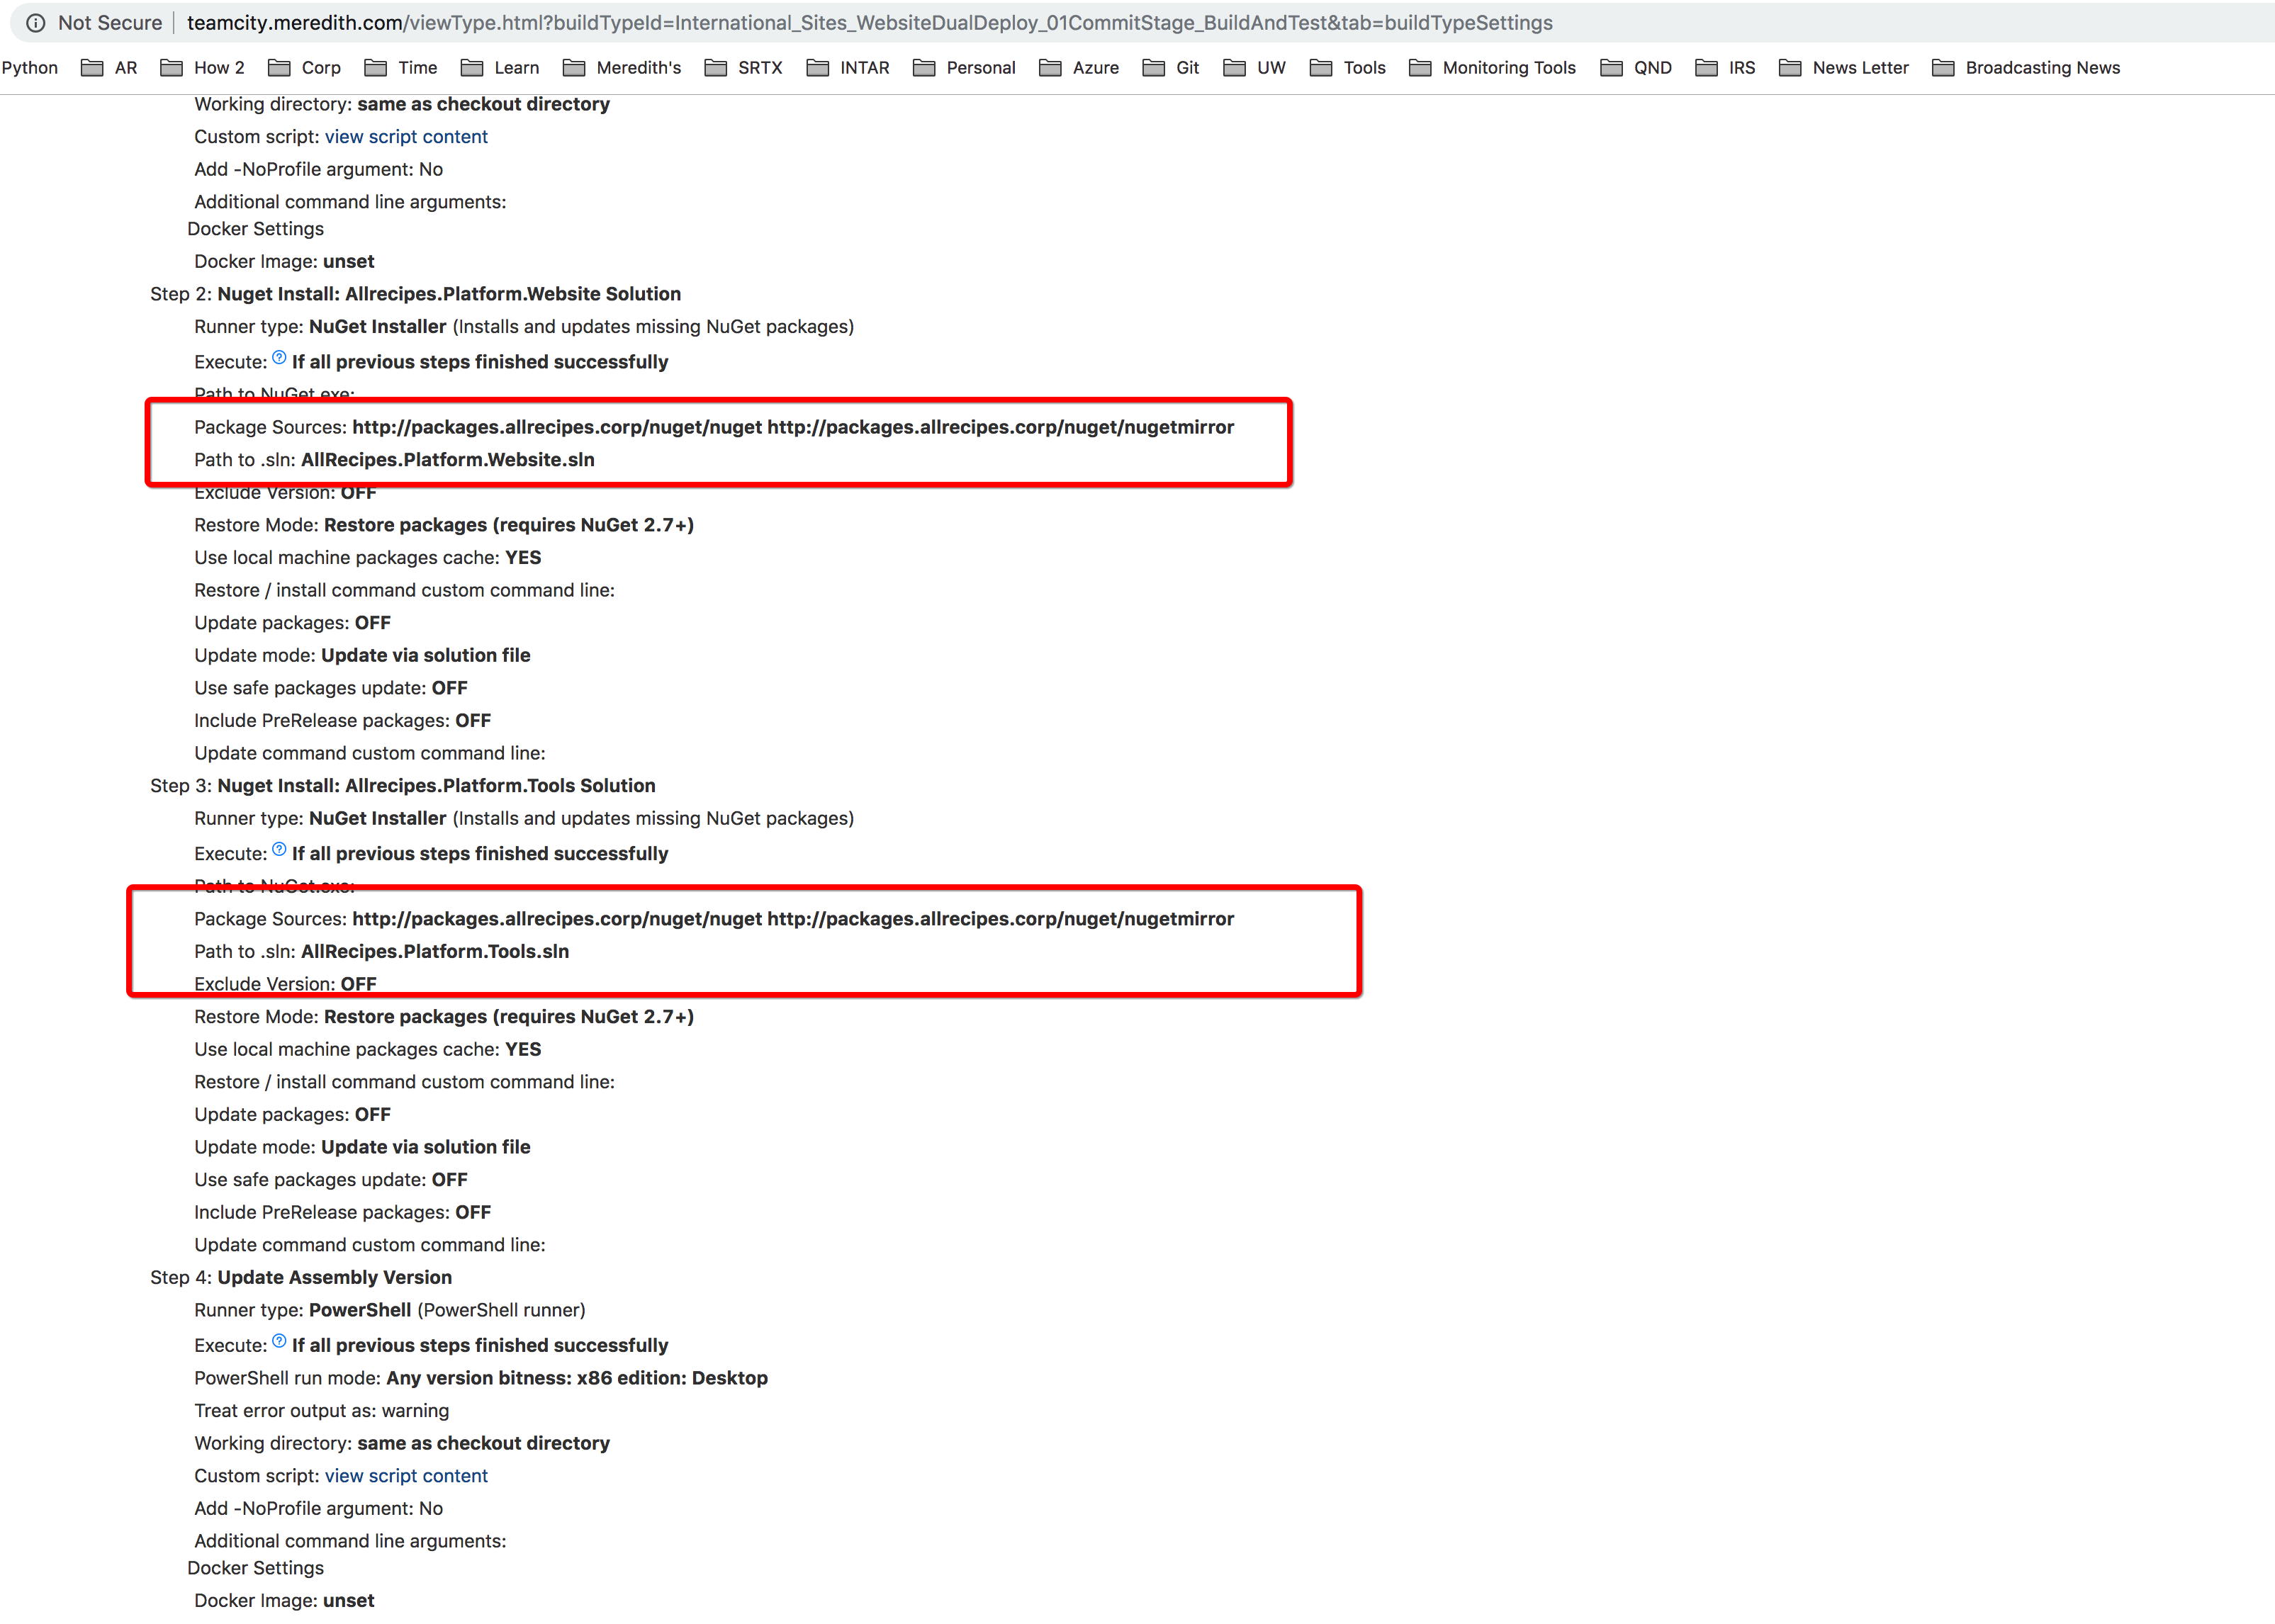 Not Secure | teamcity.meredith.com/viewType.html?buildTypeId=International_Sites_WebsiteDualDeploy_01CommitStage_BuildAndTest&tab=buildTypeSettings
Python AR How 2 Corp Time Learn Meredith's SRTX INTAR Personal Azure Git UW Tools Monitoring Tools QND IRS News Letter Broadcasting News
Working directory: same as checkout directory
Custom script: view script content
Add -NoProfile argument: No
Additional command line arguments:
Docker Settings
Docker Image: unset
Step 2: Nuget Install: Allrecipes.Platform.Website Solution
Runner type: NuGet Installer (Installs and updates missing NuGet packages)
Execute: ? If all previous steps finished successfully
Path to NuGet.exe:
Package Sources: http://packages.allrecipes.corp/nuget/nuget http://packages.allrecipes.corp/nuget/nugetmirror
Path to .sln: AllRecipes.Platform.Website.sln
Exclude Version: OFF
Restore Mode: Restore packages (requires NuGet 2.7+)
Use local machine packages cache: YES
Restore / install command custom command line:
Update packages: OFF
Update mode: Update via solution file
Use safe packages update: OFF
Include PreRelease packages: OFF
Update command custom command line:
Step 3: Nuget Install: Allrecipes.Platform.Tools Solution
Runner type: NuGet Installer (Installs and updates missing NuGet packages)
Execute: ? If all previous steps finished successfully
Path to NuGet.exe:
Package Sources: http://packages.allrecipes.corp/nuget/nuget http://packages.allrecipes.corp/nuget/nugetmirror
Path to .sln: AllRecipes.Platform.Tools.sln
Exclude Version: OFF
Restore Mode: Restore packages (requires NuGet 2.7+)
Use local machine packages cache: YES
Restore / install command custom command line:
Update packages: OFF
Update mode: Update via solution file
Use safe packages update: OFF
Include PreRelease packages: OFF
Update command custom command line:
Step 4: Update Assembly Version
Runner type: PowerShell (PowerShell runner)
Execute: ? If all previous steps finished successfully
PowerShell run mode: Any version bitness: x86 edition: Desktop
Treat error output as: warning
Working directory: same as checkout directory
Custom script: view script content
Add -NoProfile argument: No
Additional command line arguments:
Docker Settings
Docker Image: unset